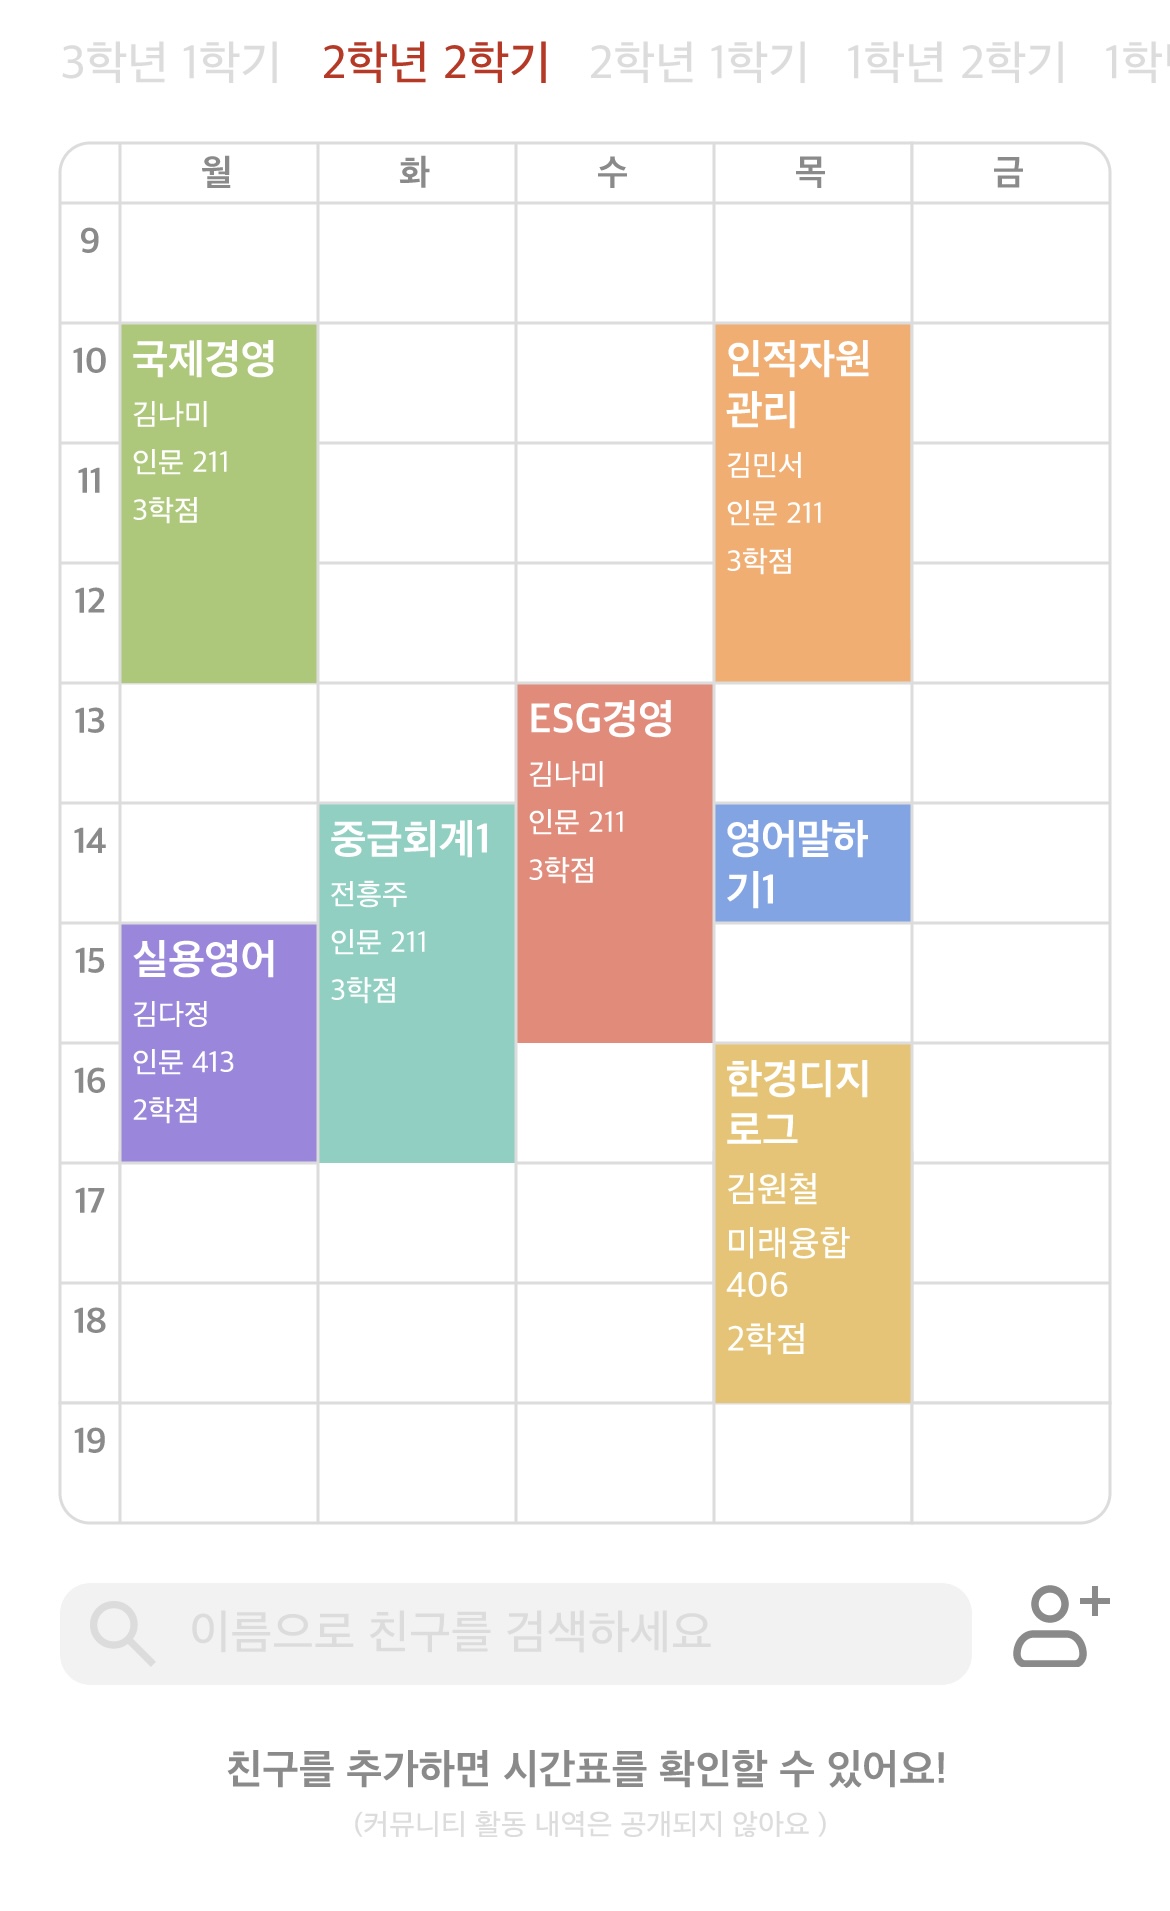 3학년 1학기 2학년 2학기 2학년 1학기 1학년 2학기
월 화 수 목 금
9
10
11
12
13
14
15
16
17
18
19
국제경영
김나미
인문 211
3학점
실용영어
김다정
인문 413
2학점
중급회계1
전흥주
인문 211
3학점
ESG경영
김나미
인문 211
3학점
인적자원
관리
김민서
인문 211
3학점
영어말하
기1
한경디지
로그
김원철
미래융합
406
2학점
이름으로 친구를 검색하세요
친구를 추가하면 시간표를 확인할 수 있어요!
(커뮤니티 활동 내역은 공개되지 않아요 )